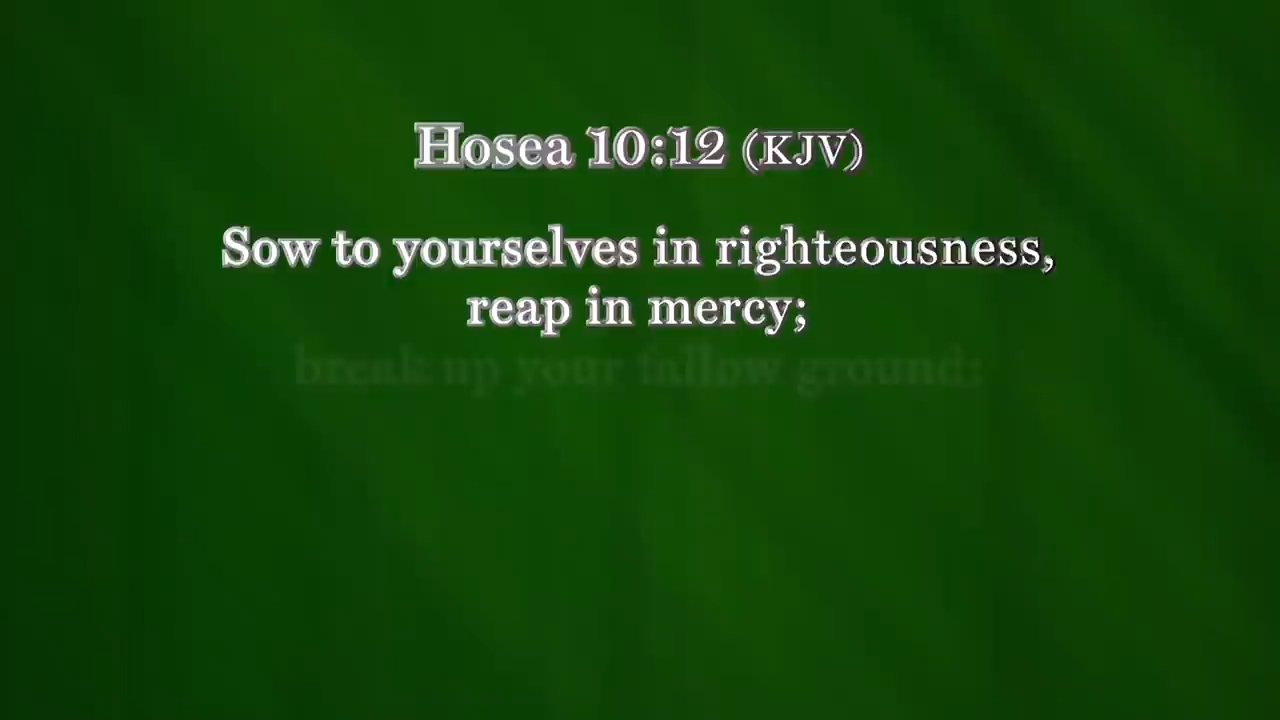 Hosea 10:12 (KJV)
Sow to yourselves in righteousness,
reap in mercy;
break up your fallow ground: